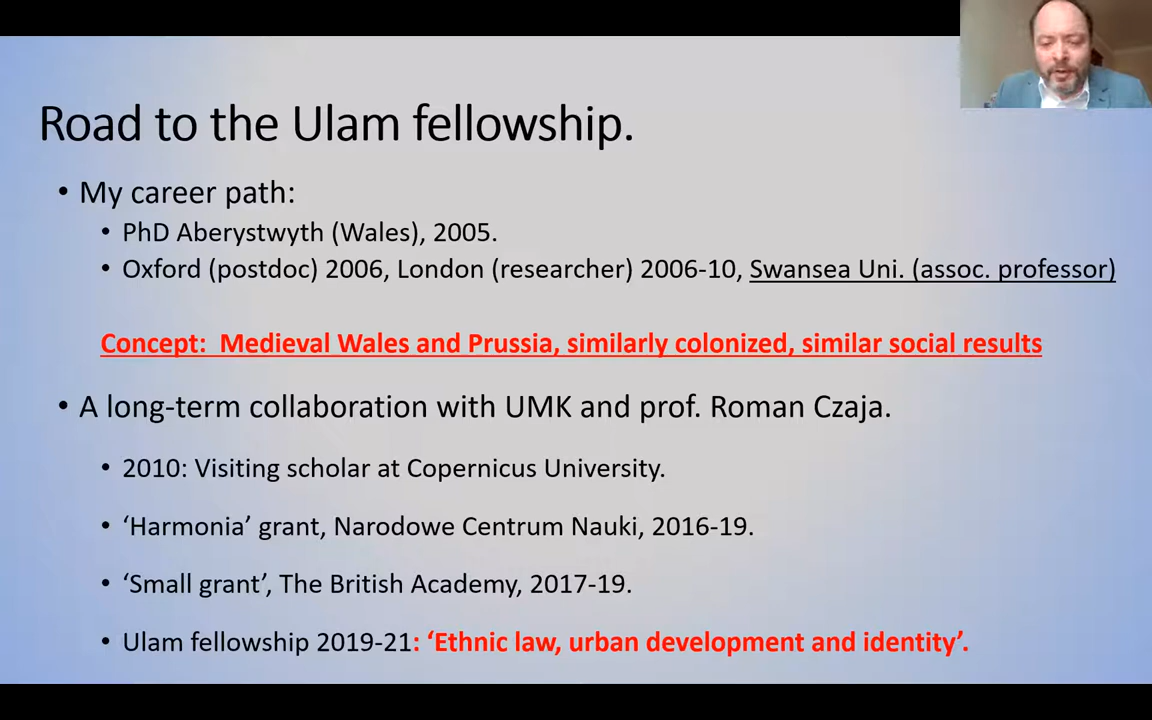 Road to the Ulam fellowship.
• My career path:
• PhD Aberystwyth (Wales), 2005.
• Oxford (postdoc) 2006, London (researcher) 2006-10, Swansea Uni. (assoc. professor)
Concept:  Medieval Wales and Prussia, similarly colonized, similar social results
• A long-term collaboration with UMK and prof. Roman Czaja.
• 2010: Visiting scholar at Copernicus University.
• ‘Harmonia’ grant, Narodowe Centrum Nauki, 2016-19.
• ‘Small grant’, The British Academy, 2017-19.
• Ulam fellowship 2019-21: ‘Ethnic law, urban development and identity’.